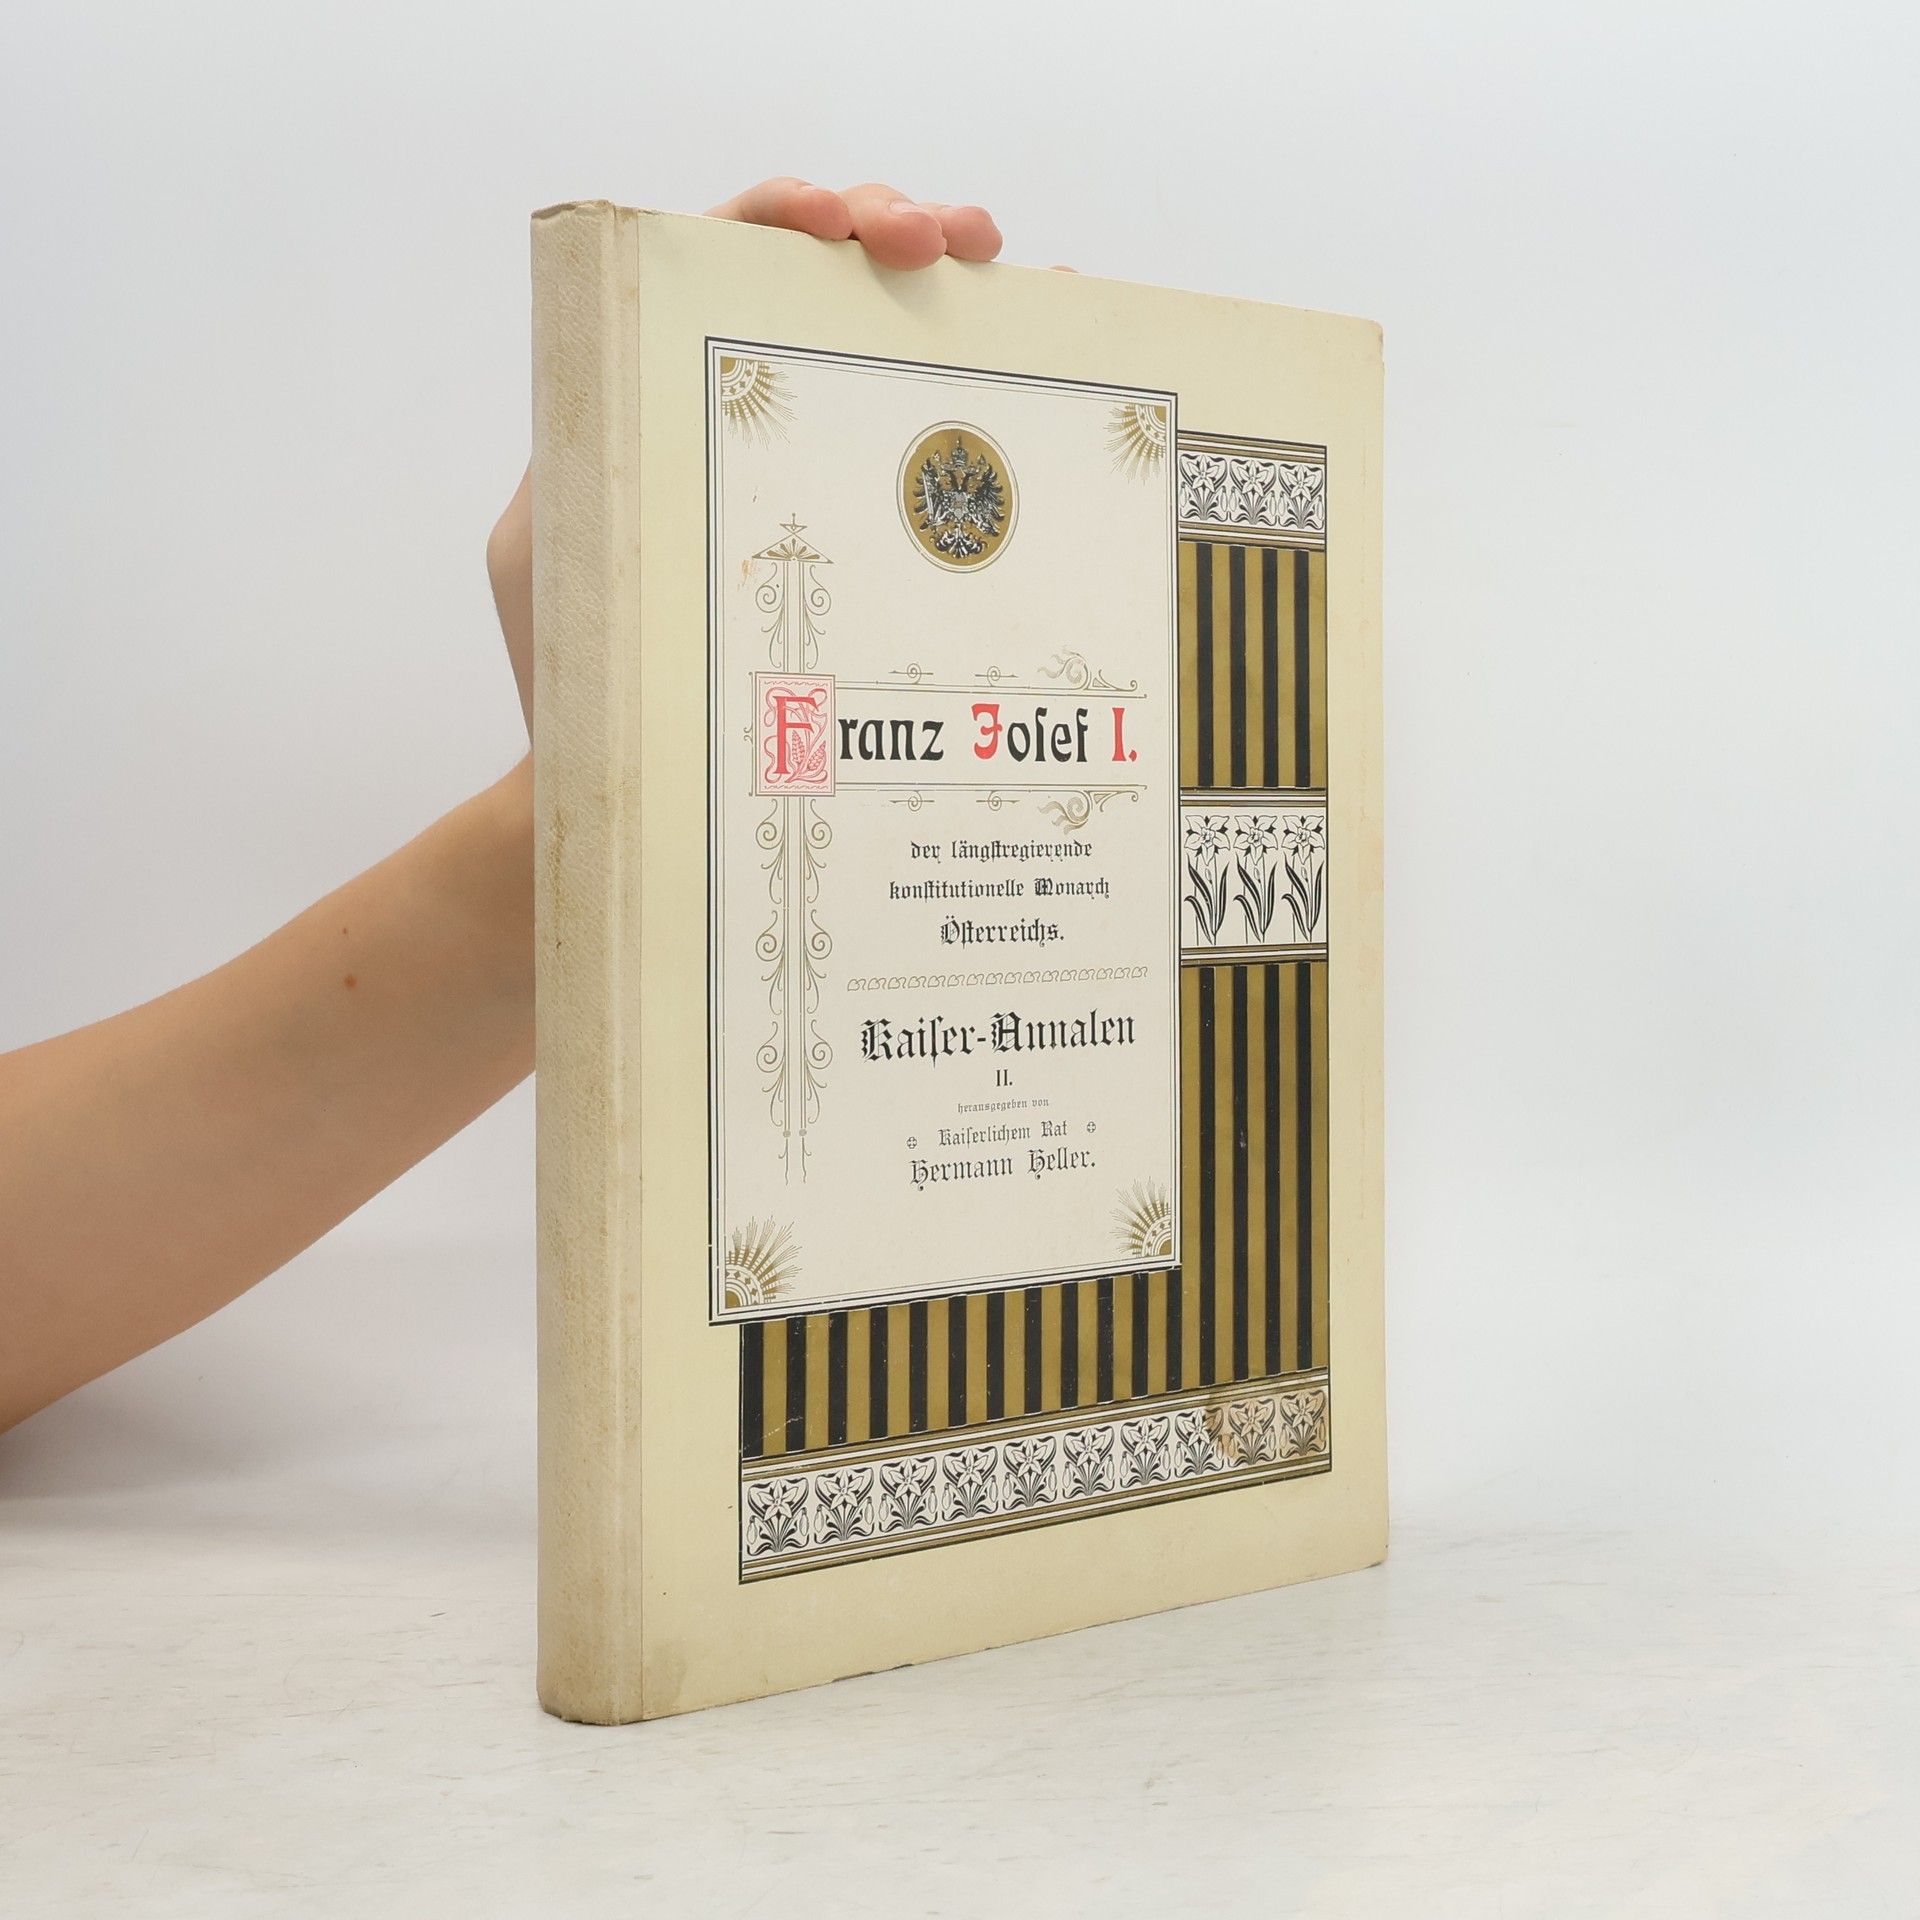 Franz Joſef I.
der längſtregierende
konſtitutionelle Monarch
Öſterreichs.
Kaiſer-Annalen
II.
herausgegeben von
Kaiſerlichem Rat
Hermann Heller.